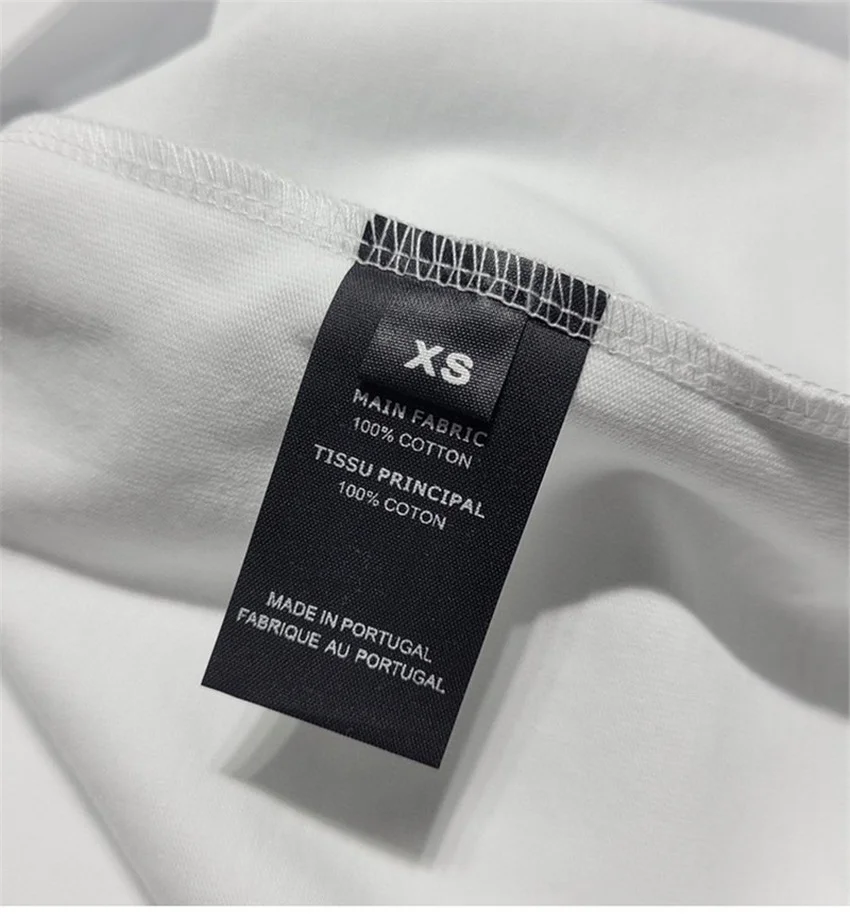 XS
MAIN FABRIC
100% COTTON
TISSU PRINCIPAL
100% COTON
MADE IN PORTUGAL
FABRIQUE AU PORTUGAL